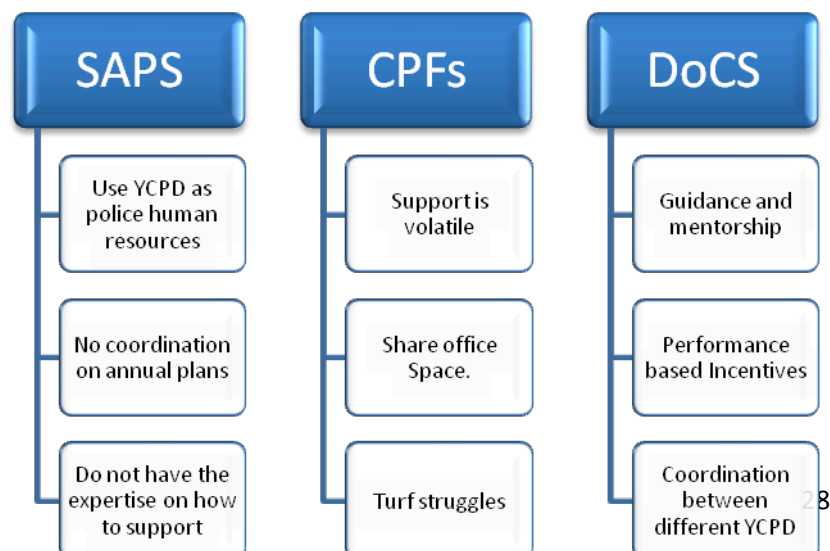 SAPS
Use YCPD as
police human
resources
No coordination
on annual plans
Do not have the
expertise on how
to support
CPFs
Support is
volatile
Share office
Space.
Turf struggles
DoCS
Guidance and
mentorship
Performance
based Incentives
Coordination
between
different YCPD
28